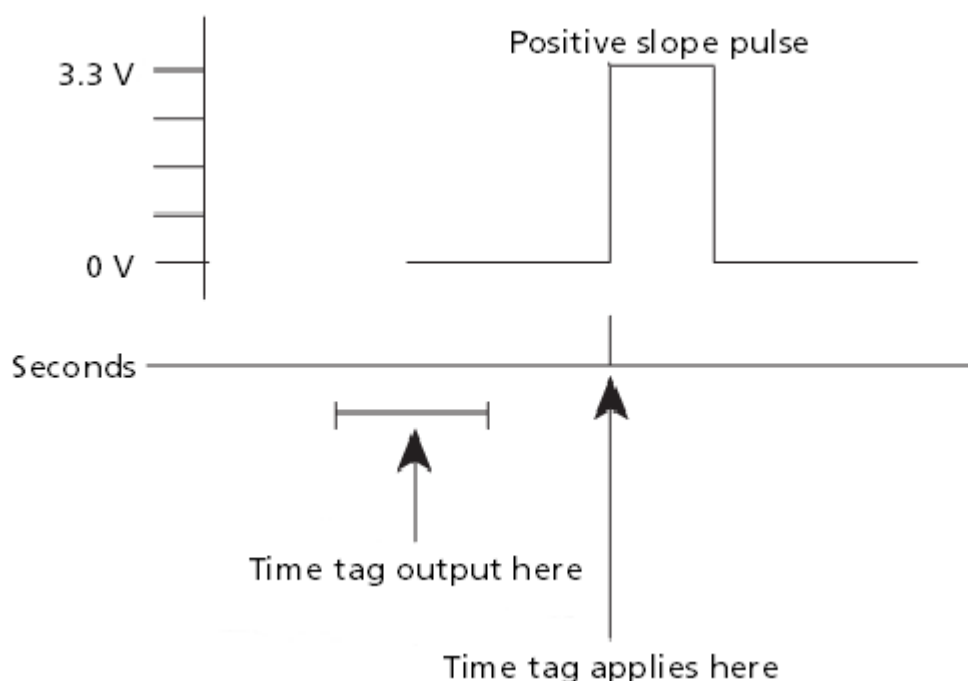 Positive slope pulse
3.3 V
0 V
Seconds
Time tag output here
Time tag applies here